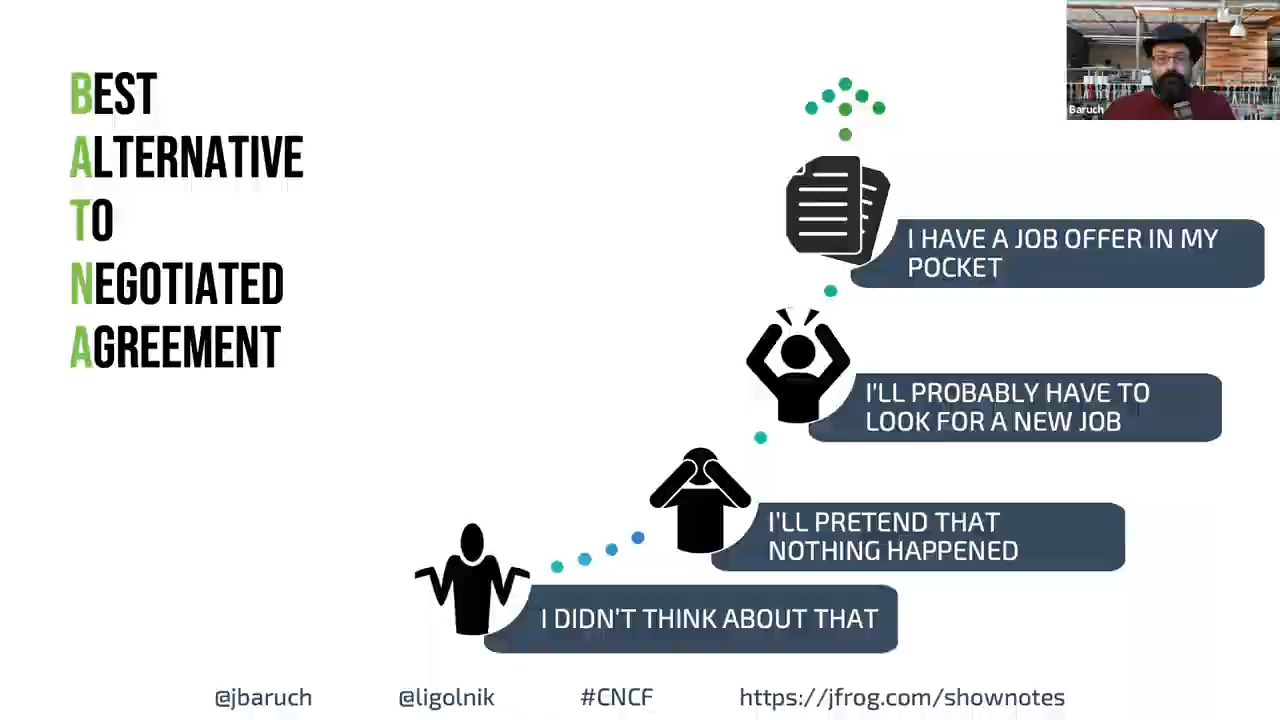 BEST
ALTERNATIVE
TO
NEGOTIATED
AGREEMENT
Baruch
I HAVE A JOB OFFER IN MY
POCKET
I'LL PROBABLY HAVE TO
LOOK FOR A NEW JOB
I'LL PRETEND THAT
NOTHING HAPPENED
I DIDN'T THINK ABOUT THAT
@jbaruch @ligolnik #CNCF https://jfrog.com/shownotes